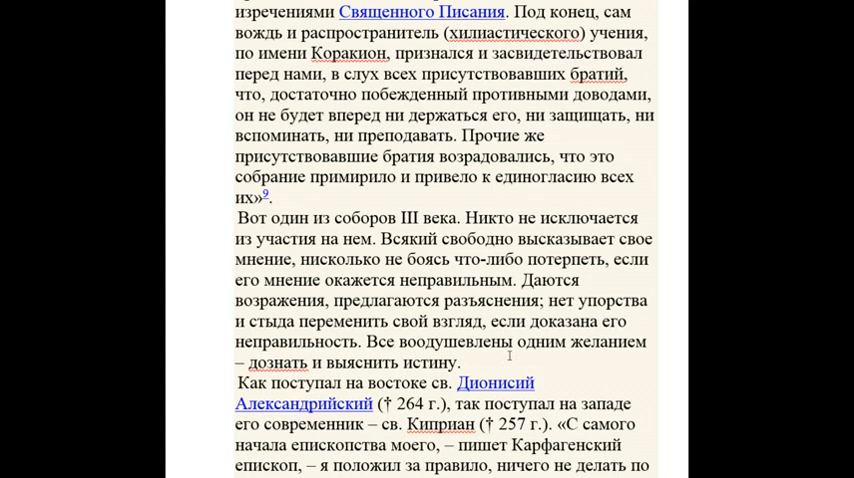 изречениями Священного Писания. Под конец, сам
вождь и распространитель (хилиастического) учения,
по имени Коракион, признался и засвидетельствовал
перед нами, в слух всех присутствовавших братий,
что, достаточно побежденный противными доводами,
он не будет вперед ни держаться его, ни защищать, ни
вспоминать, ни преподавать. Прочие же
присутствовавшие братия возрадовались, что это
собрание примирило и привело к единогласию всех
их»9.
Вот один из соборов III века. Никто не исключается
из участия на нем. Всякий свободно высказывает свое
мнение, нисколько не боясь что-либо потерпеть, если
его мнение окажется неправильным. Даются
возражения, предлагаются разъяснения; нет упорства
и стыда переменить свой взгляд, если доказана его
неправильность. Все воодушевлены одним желанием
– дознать и выяснить истину.
Как поступал на востоке св. Дионисий
Александрийский († 264 г.), так поступал на западе
его современник – св. Киприан († 257 г.). «С самого
начала епископства моего, – пишет Карфагенский
епископ, – я положил за правило, ничего не делать по